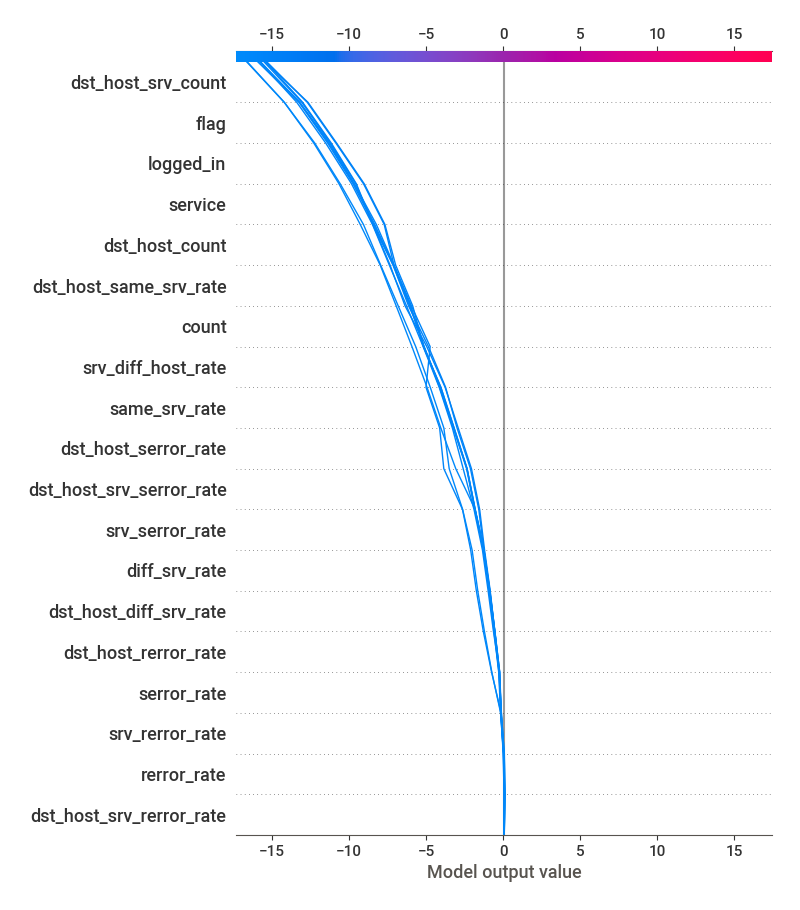 −15 −10 −5 0 5 10 15
dst_host_srv_count
flag
logged_in
service
dst_host_count
dst_host_same_srv_rate
count
srv_diff_host_rate
same_srv_rate
dst_host_serror_rate
dst_host_srv_serror_rate
srv_serror_rate
diff_srv_rate
dst_host_diff_srv_rate
dst_host_rerror_rate
serror_rate
srv_rerror_rate
rerror_rate
dst_host_srv_rerror_rate
−15 −10 −5 0 5 10 15
Model output value